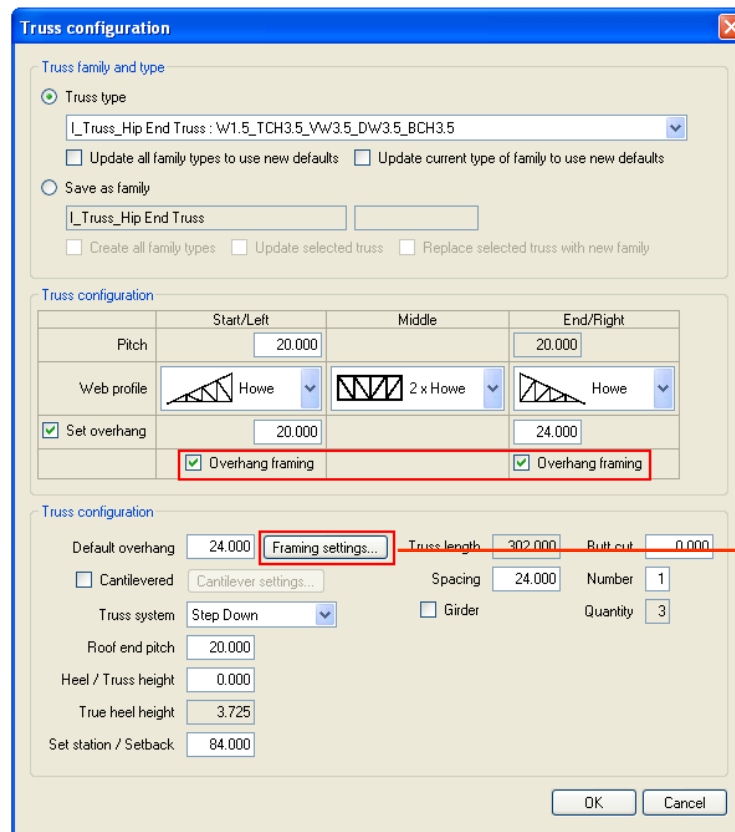 Truss configuration
Truss family and type
Truss type
I_Truss_Hip End Truss : W1.5_TCH3.5_VW3.5_DW3.5_BCH3.5
Update all family types to use new defaults Update current type of family to use new defaults
Save as family
I_Truss_Hip End Truss
Create all family types Update selected truss Replace selected truss with new family
Truss configuration
Start/Left Middle End/Right
Pitch 20.000 20.000
Web profile Howe 2 x Howe Howe
Set overhang 20.000 24.000
Overhang framing Overhang framing
Truss configuration
Default overhang 24.000 Framing settings... Truss length 302.000 Butt cut 0.000
Cantilevered Cantilever settings... Spacing 24.000 Number 1
Truss system Step Down Girder Quantity 3
Roof end pitch 20.000
Heel / Truss height 0.000
True heel height 3.725
Set station / Setback 84.000
OK Cancel